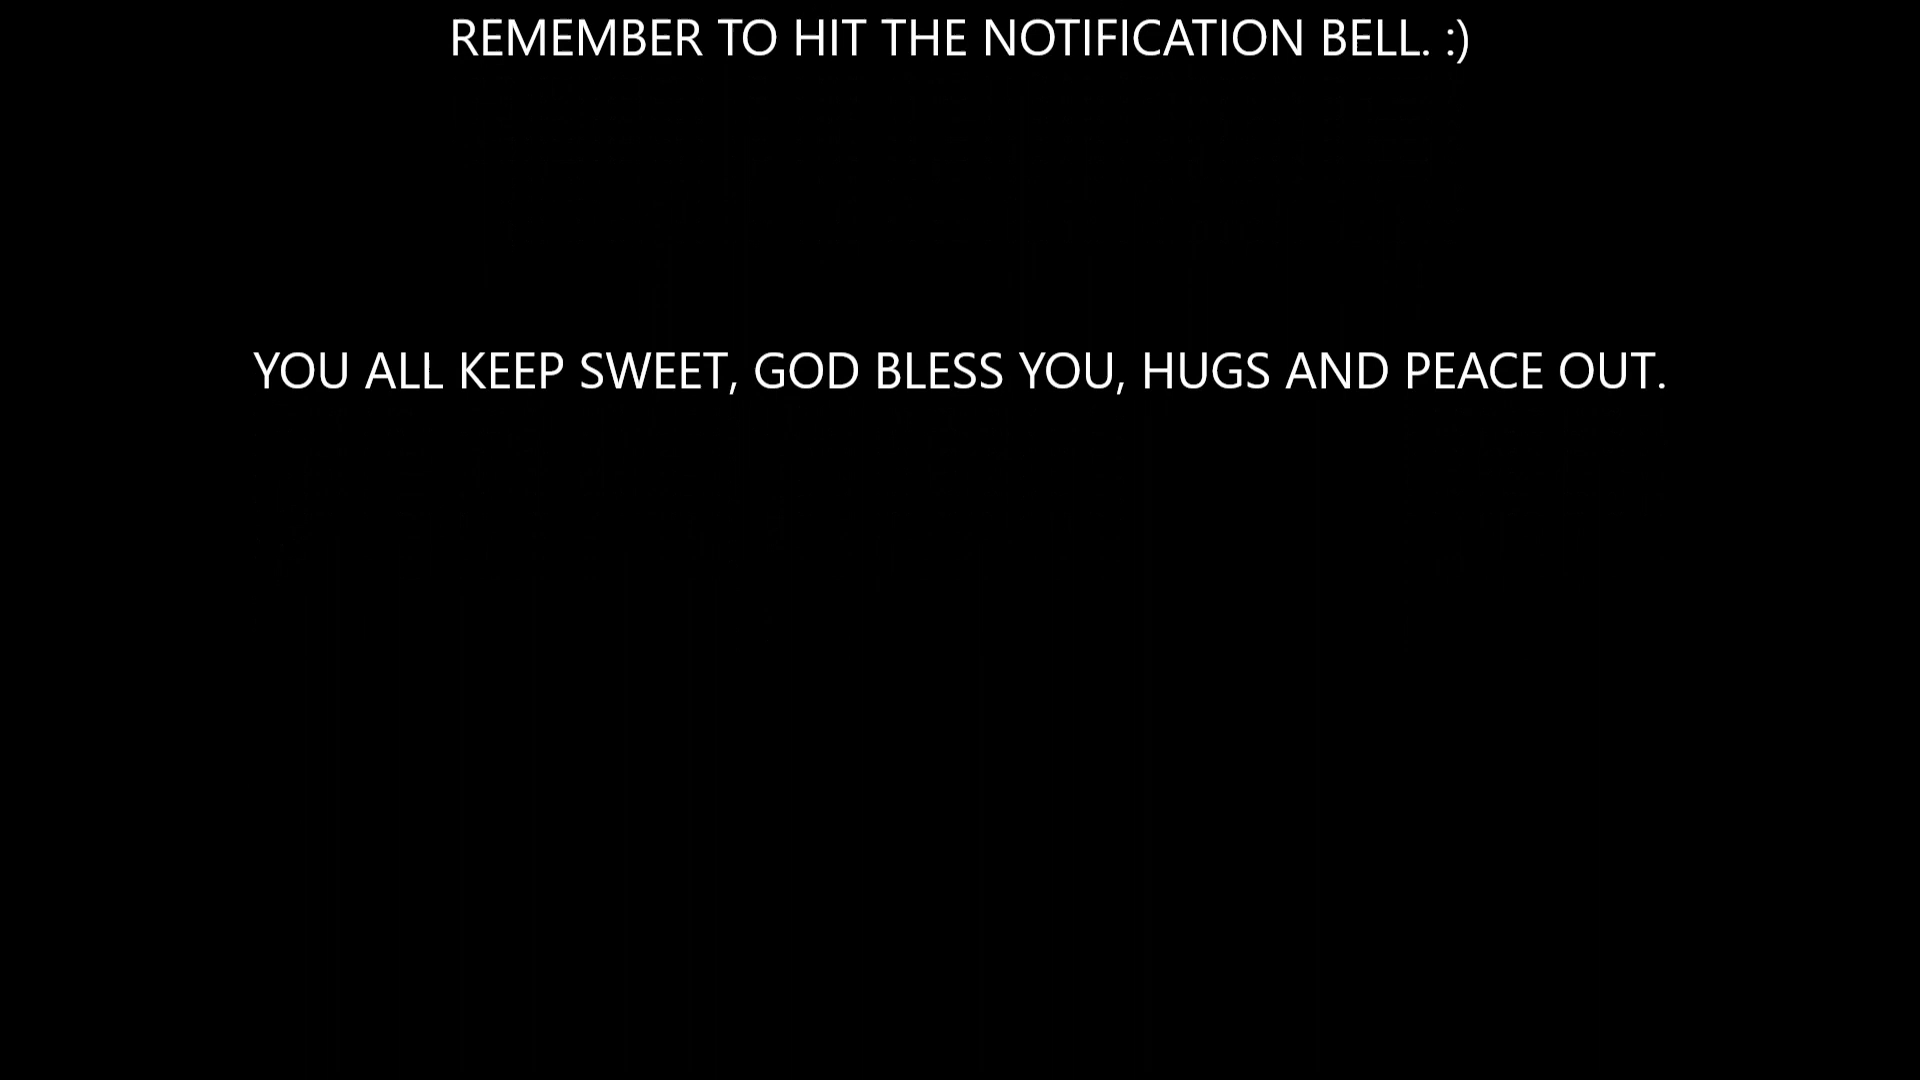 REMEMBER TO HIT THE NOTIFICATION BELL. :)
YOU ALL KEEP SWEET, GOD BLESS YOU, HUGS AND PEACE OUT.